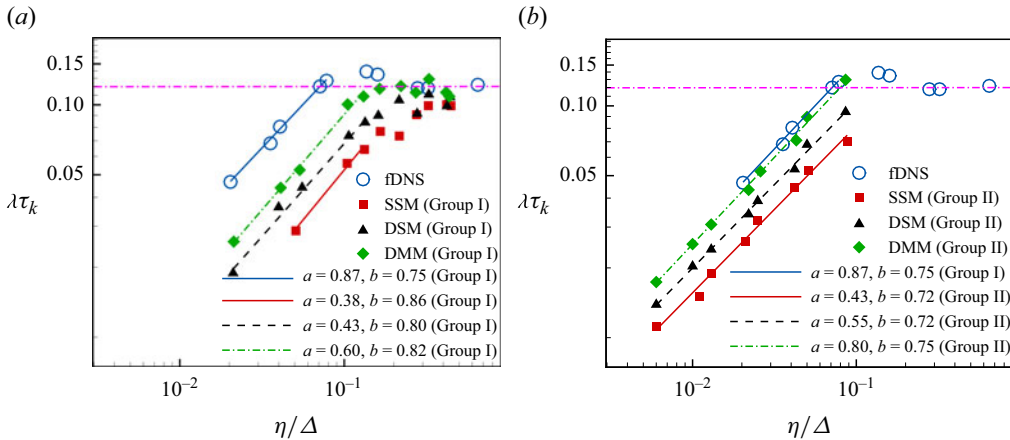 (a)
0.15
0.10
0.05
λτk
fDNS
SSM (Group I)
DSM (Group I)
DMM (Group I)
a = 0.87, b = 0.75 (Group I)
a = 0.38, b = 0.86 (Group I)
a = 0.43, b = 0.80 (Group I)
a = 0.60, b = 0.82 (Group I)
10–2
10–1
η/Δ
(b)
0.15
0.10
0.05
λτk
fDNS
SSM (Group II)
DSM (Group II)
DMM (Group II)
a = 0.87, b = 0.75 (Group I)
a = 0.43, b = 0.72 (Group II)
a = 0.55, b = 0.72 (Group II)
a = 0.80, b = 0.75 (Group II)
10–2
10–1
η/Δ